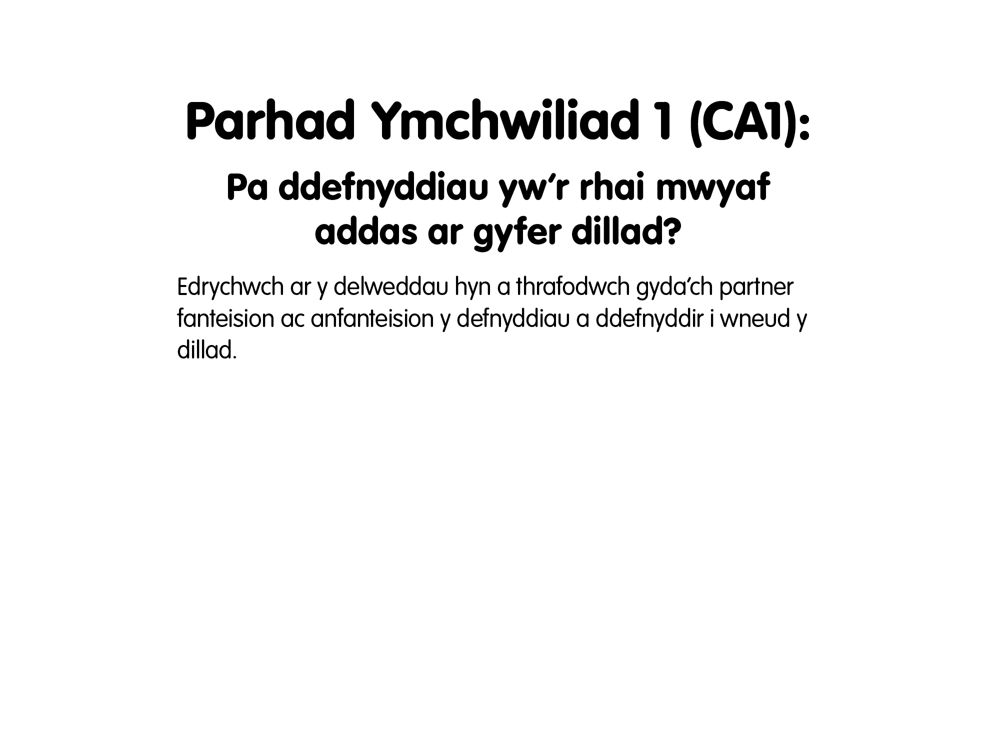 Parhad Ymchwiliad 1 (CA1):
Pa ddefnyddiau yw'r rhai mwyaf
addas ar gyfer dillad?
Edrychwch ar y delweddau hyn a thrafodwch gyda'ch partner
fanteision ac anfanteision y defnyddiau a ddefnyddir i wneud y
dillad.